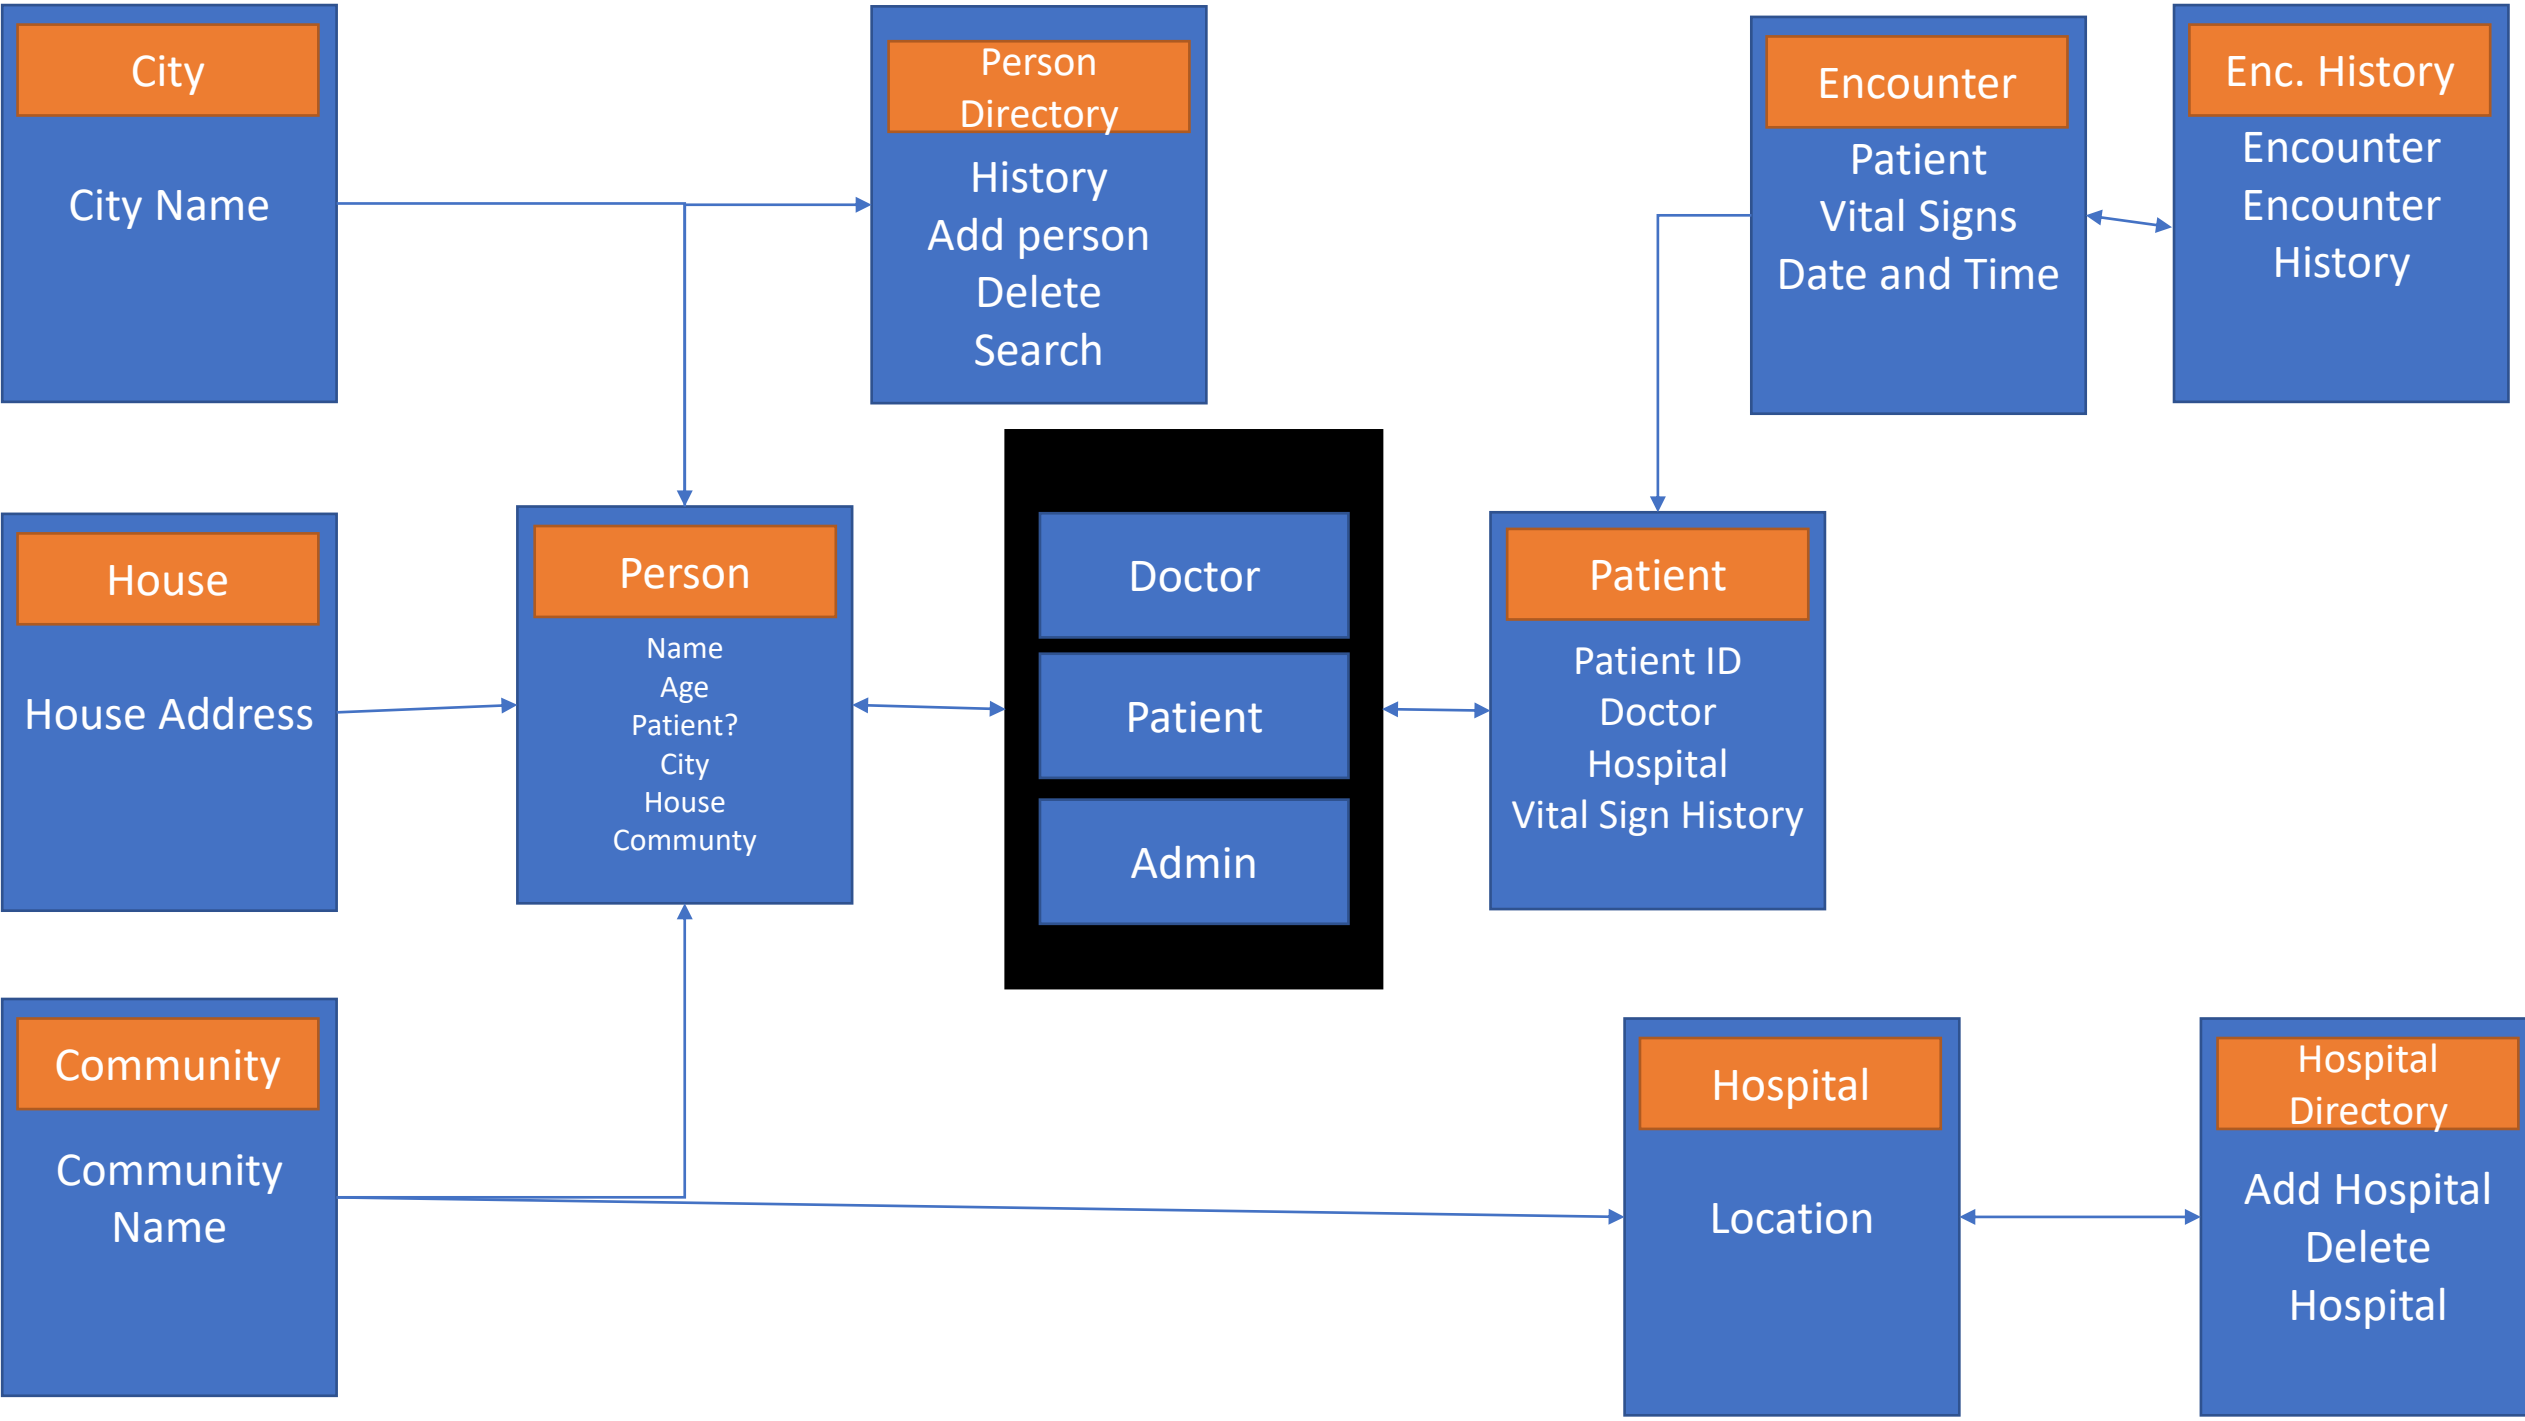 City
City Name
Person
Directory
History
Add person
Delete
Search
Encounter
Patient
Vital Signs
Date and Time
Enc. History
Encounter
Encounter
History
House
House Address
Person
Name
Age
Patient?
City
House
Communty
Doctor
Patient
Admin
Patient
Patient ID
Doctor
Hospital
Vital Sign History
Community
Community
Name
Hospital
Location
Hospital
Directory
Add Hospital
Delete
Hospital